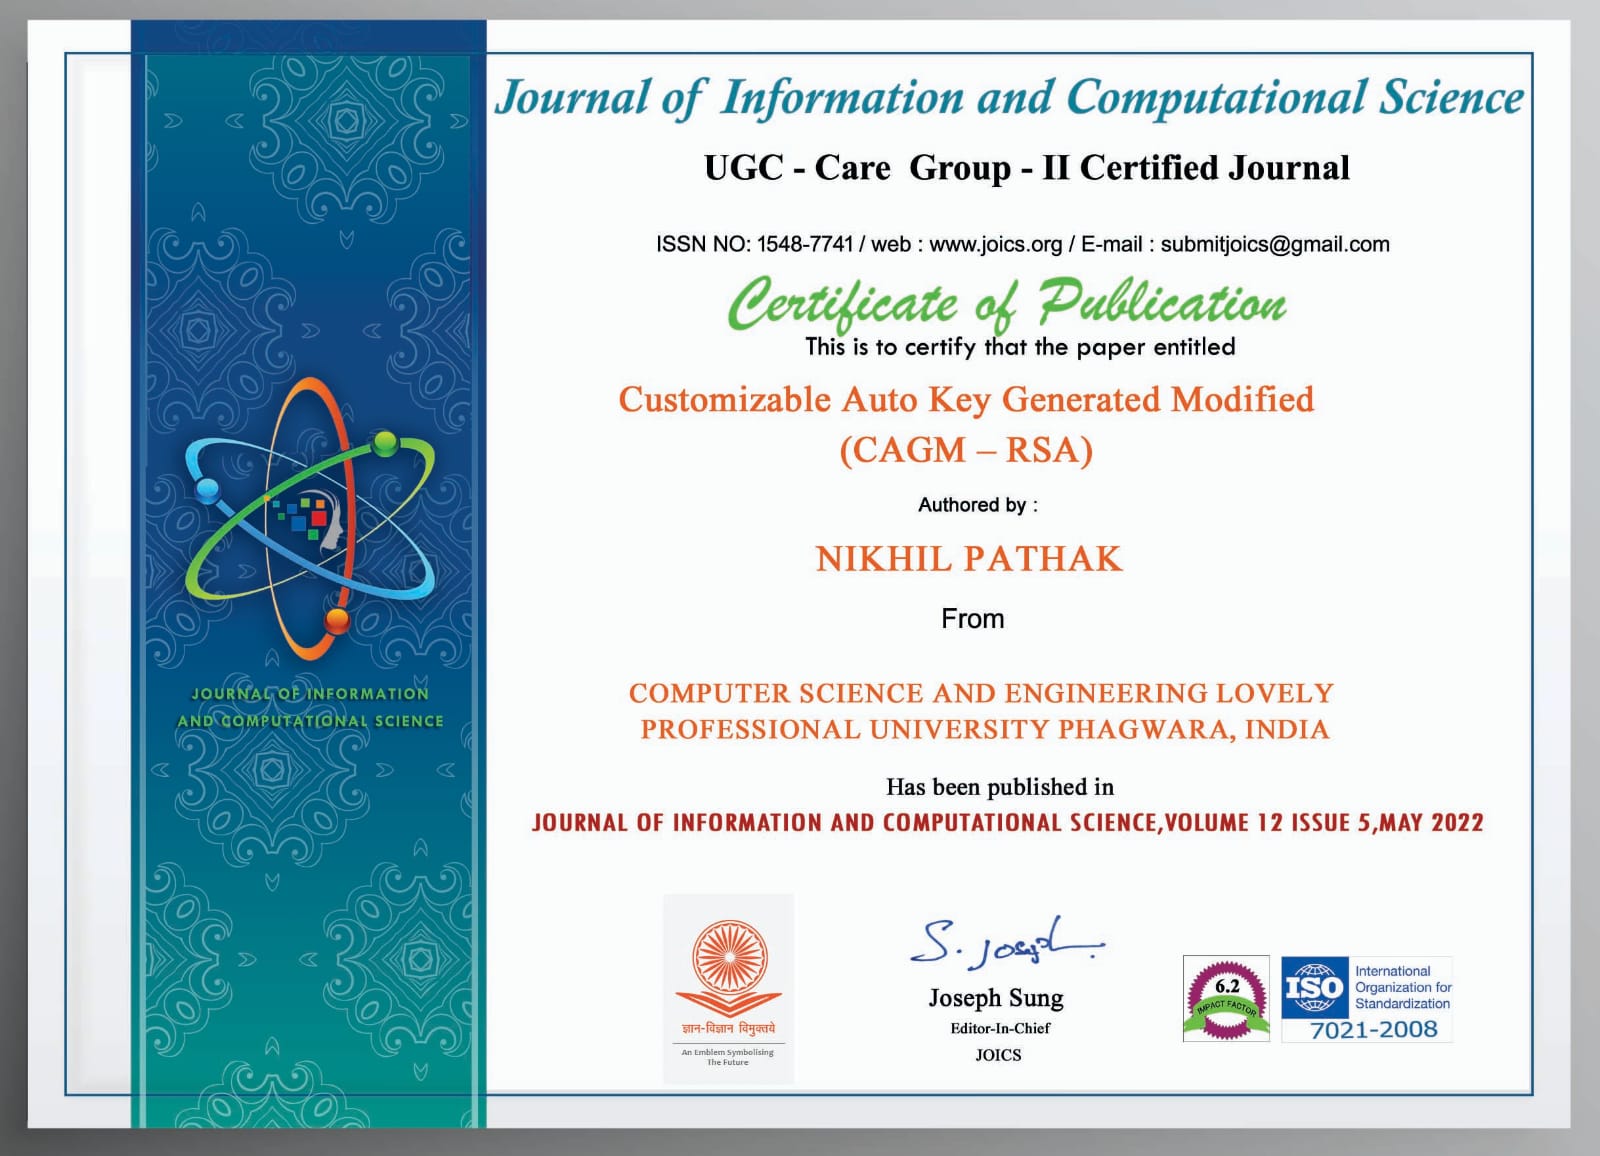 Journal of Information and Computational Science
UGC - Care Group - II Certified Journal
ISSN NO: 1548-7741 / web : www.joics.org / E-mail : submitjoics@gmail.com
Certificate of Publication
This is to certify that the paper entitled
Customizable Auto Key Generated Modified
(CAGM – RSA)
Authored by :
NIKHIL PATHAK
From
COMPUTER SCIENCE AND ENGINEERING LOVELY
PROFESSIONAL UNIVERSITY PHAGWARA, INDIA
Has been published in
JOURNAL OF INFORMATION AND COMPUTATIONAL SCIENCE,VOLUME 12 ISSUE 5,MAY 2022
JOURNAL OF INFORMATION
AND COMPUTATIONAL SCIENCE
ज्ञान-विज्ञान विमुक्तये
An Emblem Symbolising
The Future
S. Joseph
Joseph Sung
Editor-In-Chief
JOICS
6.2
IMPACT FACTOR
ISO
International
Organization for
Standardization
7021-2008